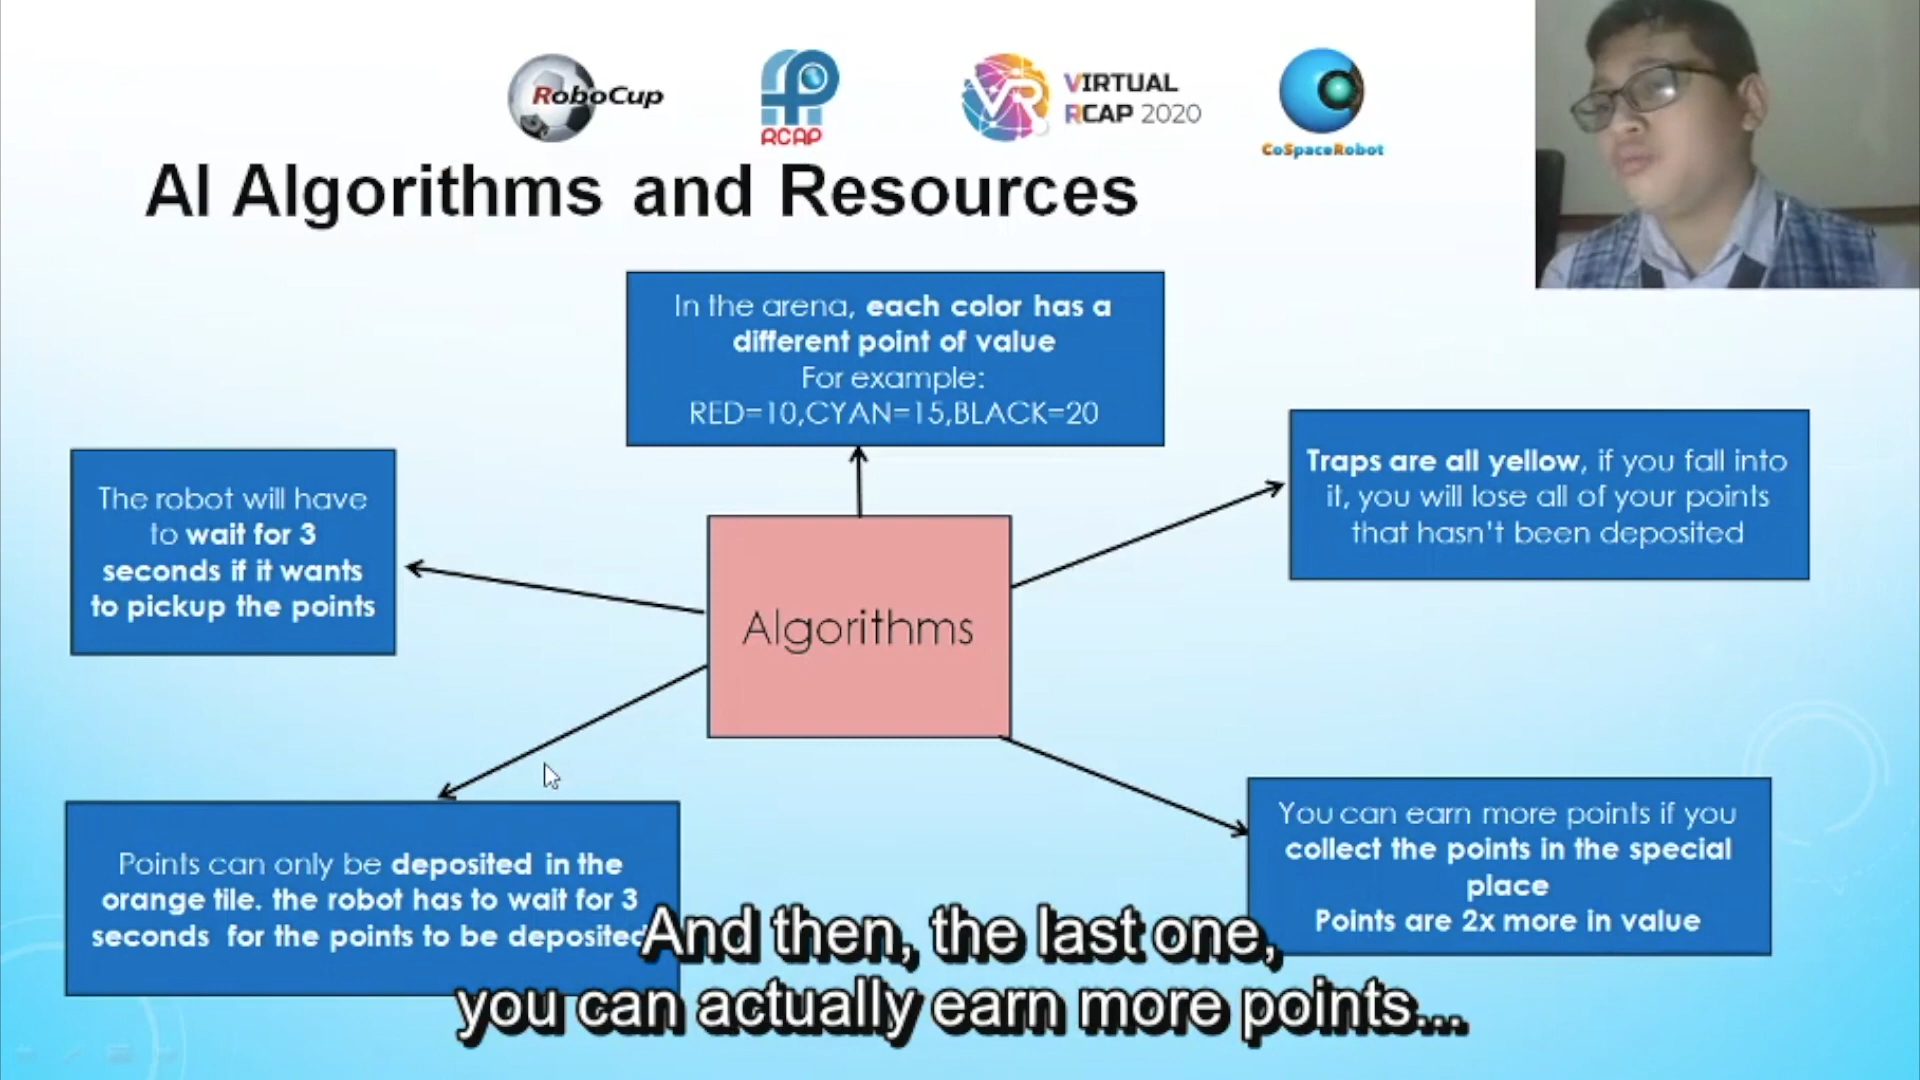 RoboCup
RCAP
VR
VIRTUAL
RCAP 2020
CoSpaceRobot
AI Algorithms and Resources
In the arena, each color has a
different point of value
For example:
RED=10,CYAN=15,BLACK=20
Traps are all yellow, if you fall into
it, you will lose all of your points
that hasn't been deposited
The robot will have
to wait for 3
seconds if it wants
to pickup the points
Algorithms
Points can only be deposited in the
orange tile. the robot has to wait for 3
seconds for the points to be deposited
You can earn more points if you
collect the points in the special
place
Points are 2x more in value
And then, the last one,
you can actually earn more points...